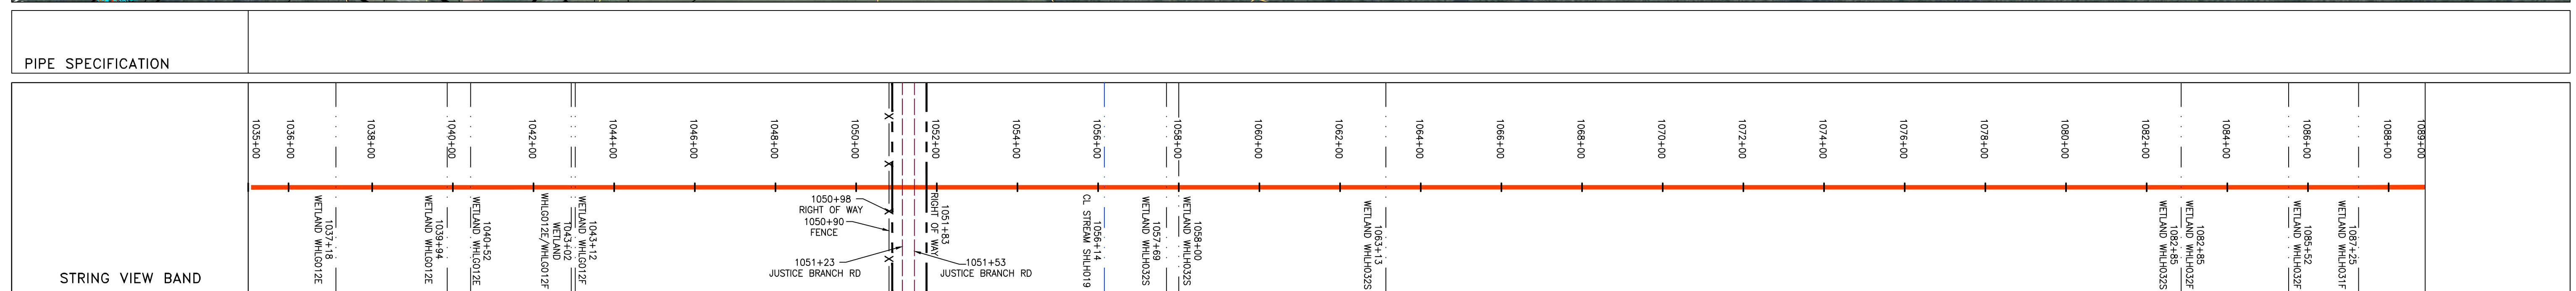 PIPE SPECIFICATION
1035+00
1036+00
1038+00
1040+00
1042+00
1044+00
1046+00
1048+00
1050+00
1052+00
1054+00
1056+00
1058+00
1060+00
1062+00
1064+00
1066+00
1068+00
1070+00
1072+00
1074+00
1076+00
1078+00
1080+00
1082+00
1084+00
1086+00
1088+00
1089+00
STRING VIEW BAND
1037+18
WETLAND WHLG012E
1039+94
WETLAND WHLG012E
1040+52
WETLAND WHLG012E
1043+02
WETLAND
WHLG012E/WHLG012F
1043+12
WETLAND WHLG012F
1050+98
RIGHT OF WAY
1050+90
FENCE
1051+23
JUSTICE BRANCH RD
1051+83
RIGHT OF WAY
1051+53
JUSTICE BRANCH RD
1056+14
CL STREAM SHLH019
1057+69
WETLAND WHLH032S
1058+00
WETLAND WHLH032S
1063+13
WETLAND WHLH032S
1082+85
WETLAND WHLH032S
1082+85
WETLAND WHLH032F
1085+52
WETLAND WHLH032F
1087+25
WETLAND WHLH031F